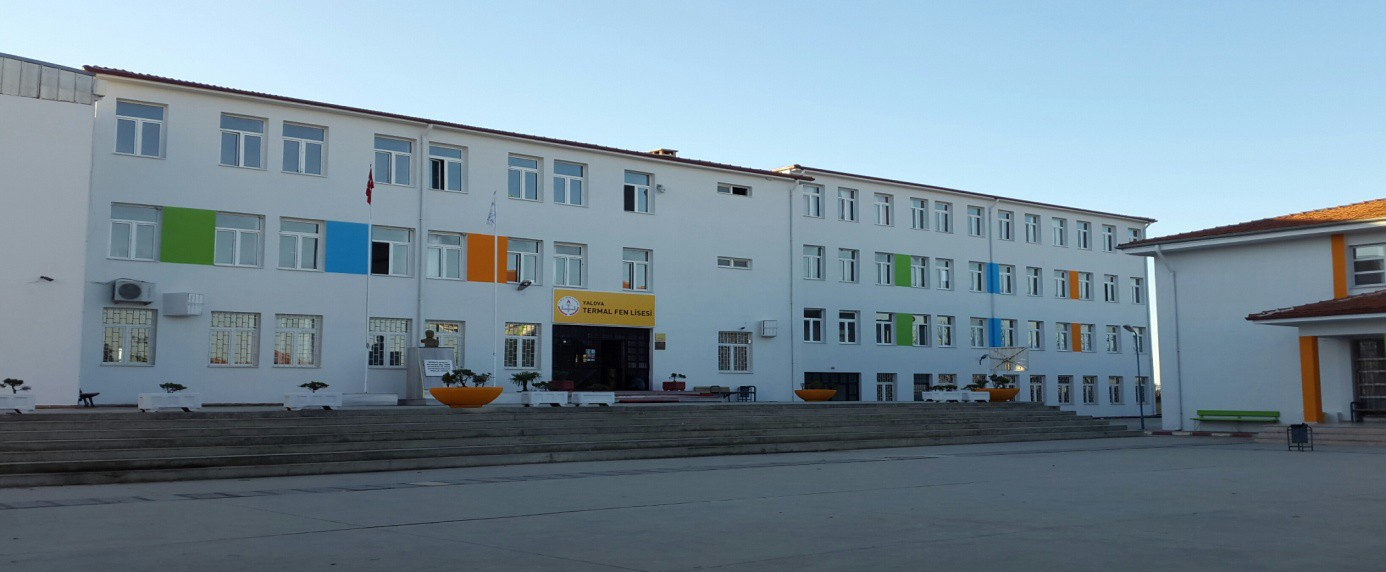 YALOVA
TERMAL FEN LİSESİ